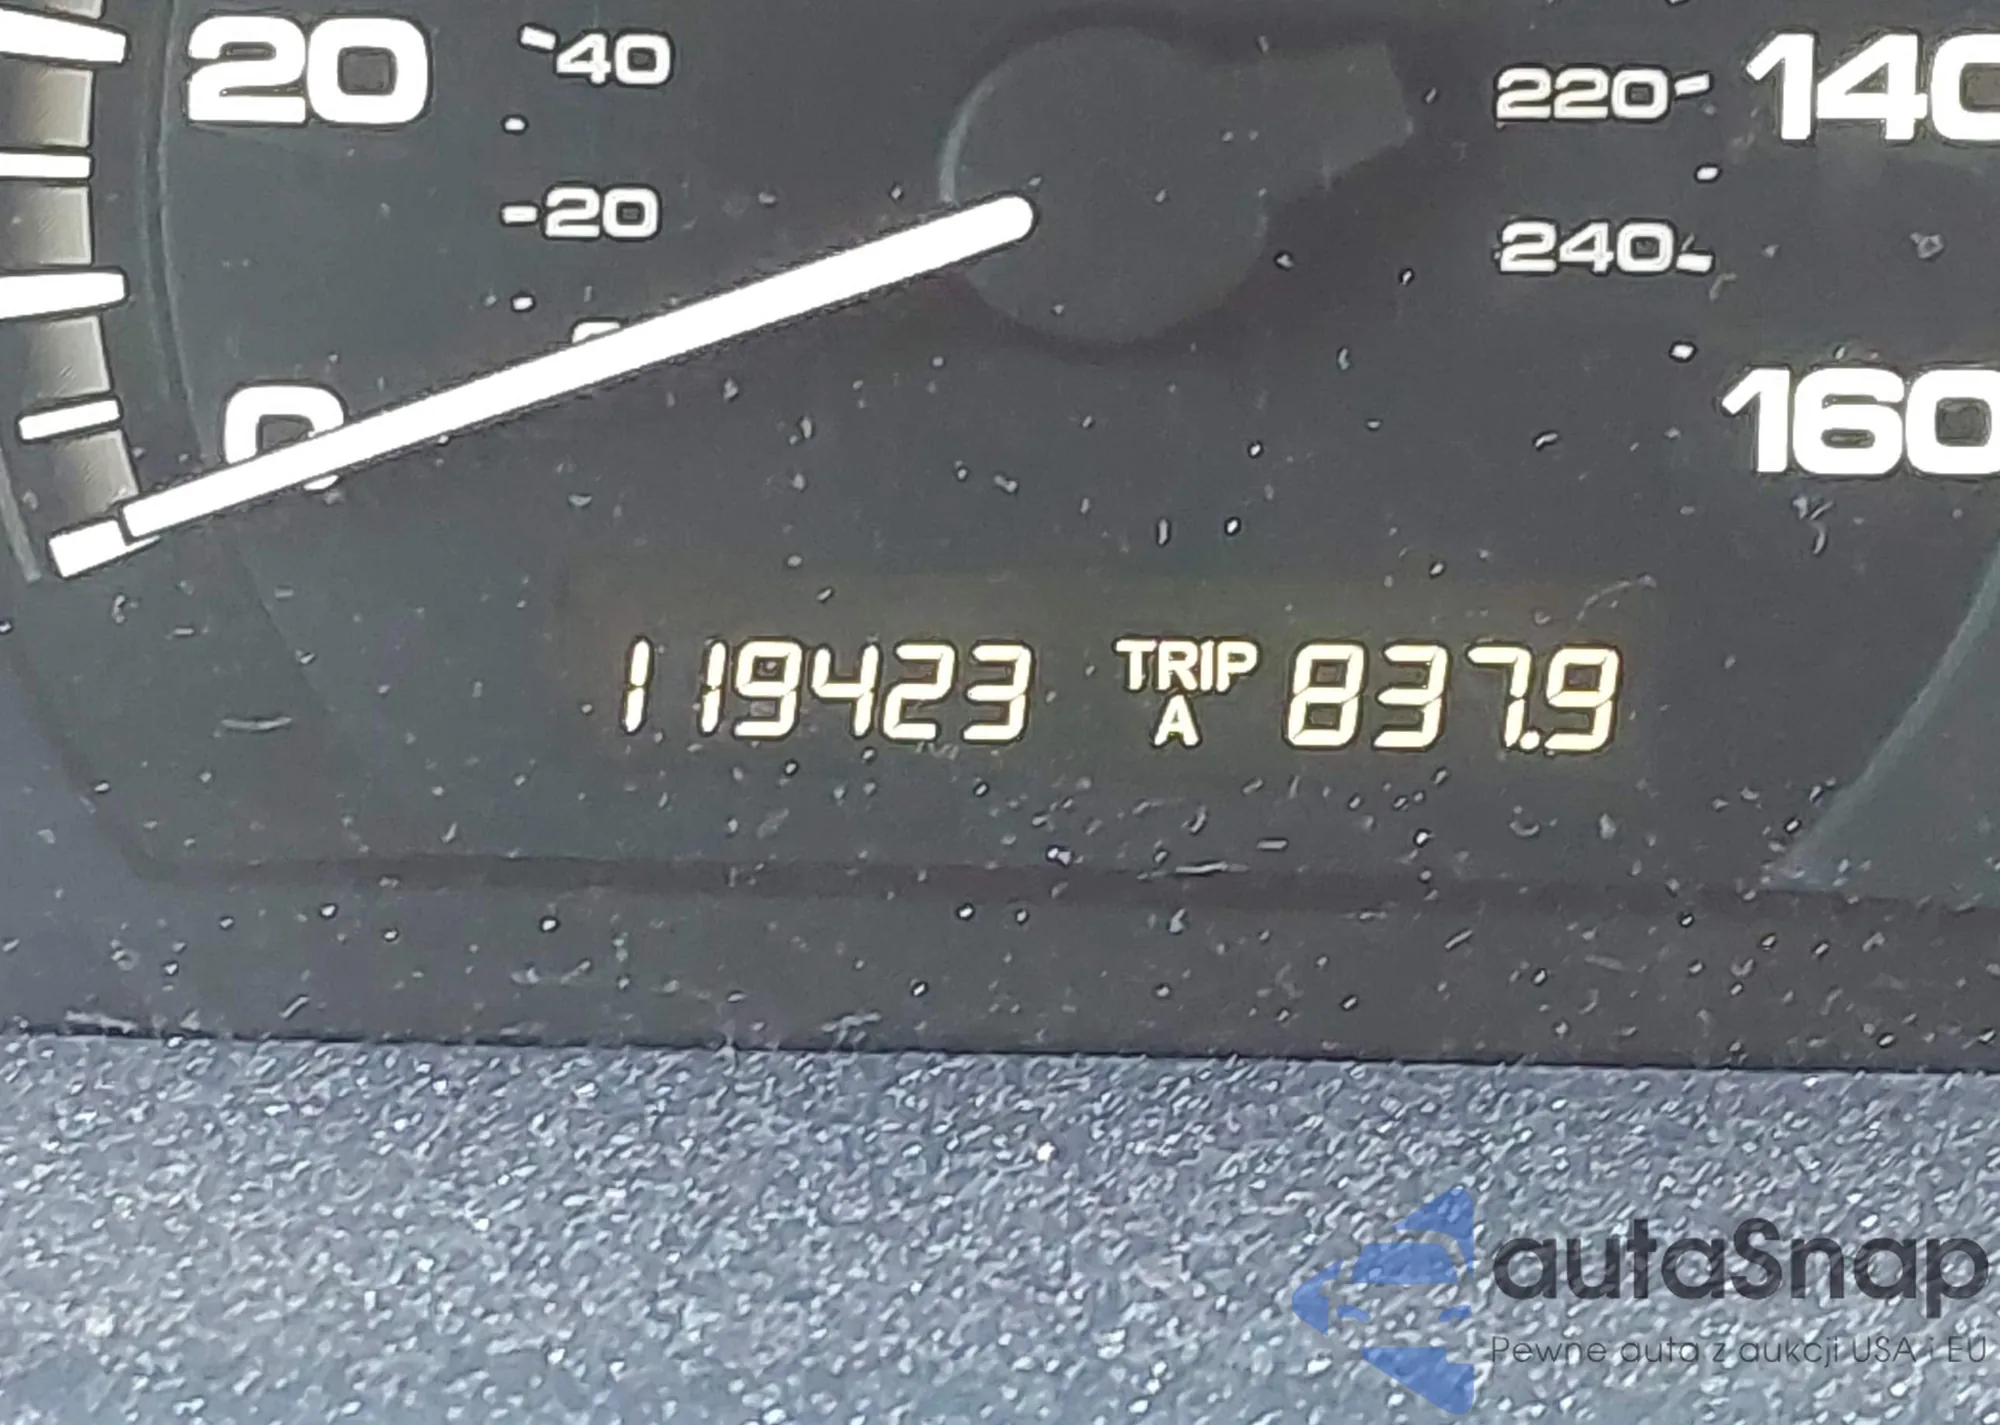 20 40 220 140
20 240
0 160
119423 TRIP A 837.9
autaSnap
Pewne auta z aukcji USA i EU